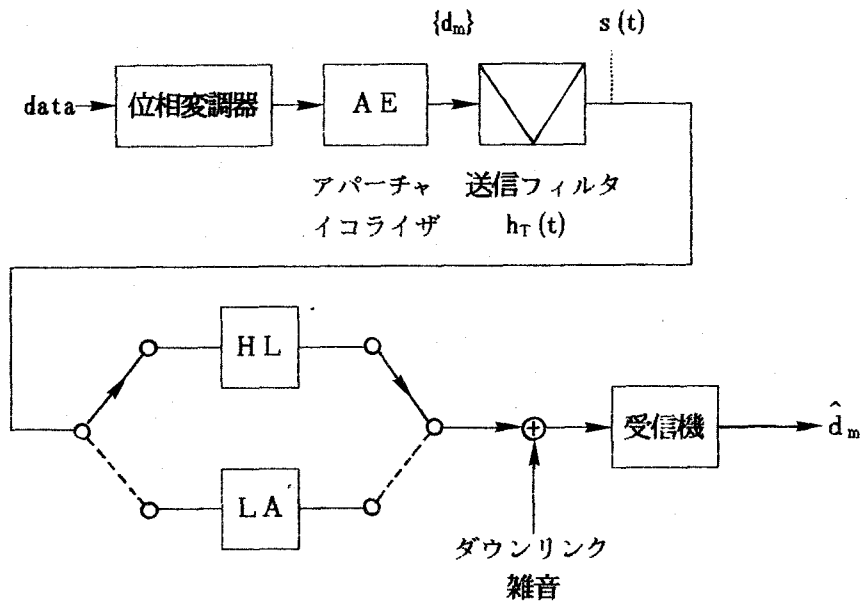 {dm} s(t)
data 位相変調器 AE
アパーチャ 送信フィルタ
イコライザ hT(t)
HL
受信機 d̂m
LA
ダウンリンク
雑音